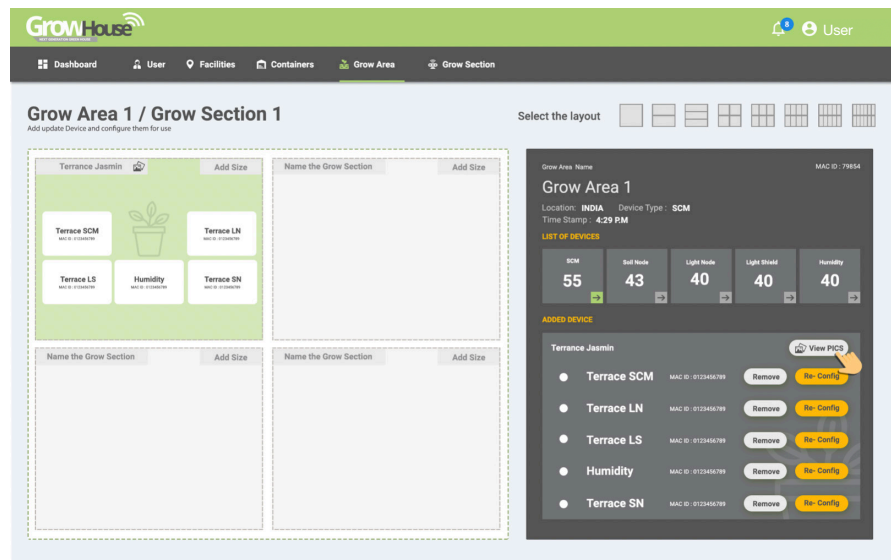 GrowHouse
NEXT GENERATION GREEN HOUSE
8
User
Dashboard User Facilities Containers Grow Area Grow Section
Grow Area 1 / Grow Section 1
Add update Device and configure them for use
Select the layout
Terrance Jasmin Add Size
Name the Grow Section Add Size
Terrace SCM
MAC ID : 0123456789
Terrace LN
MAC ID : 0123456789
Terrace LS
MAC ID : 0123456789
Humidity
MAC ID : 0123456789
Terrace SN
MAC ID : 0123456789
Name the Grow Section Add Size
Name the Grow Section Add Size
Grow Area Name MAC ID : 79854
Grow Area 1
Location: INDIA Device Type : SCM
Time Stamp : 4:29 P.M
LIST OF DEVICES
SCM Soil Node Light Node Light Shield Humidity
55 43 40 40 40
ADDED DEVICE
Terrance Jasmin View PICS
Terrace SCM MAC ID : 0123456789 Remove Re- Config
Terrace LN MAC ID : 0123456789 Remove Re- Config
Terrace LS MAC ID : 0123456789 Remove Re- Config
Humidity MAC ID : 0123456789 Remove Re- Config
Terrace SN MAC ID : 0123456789 Remove Re- Config